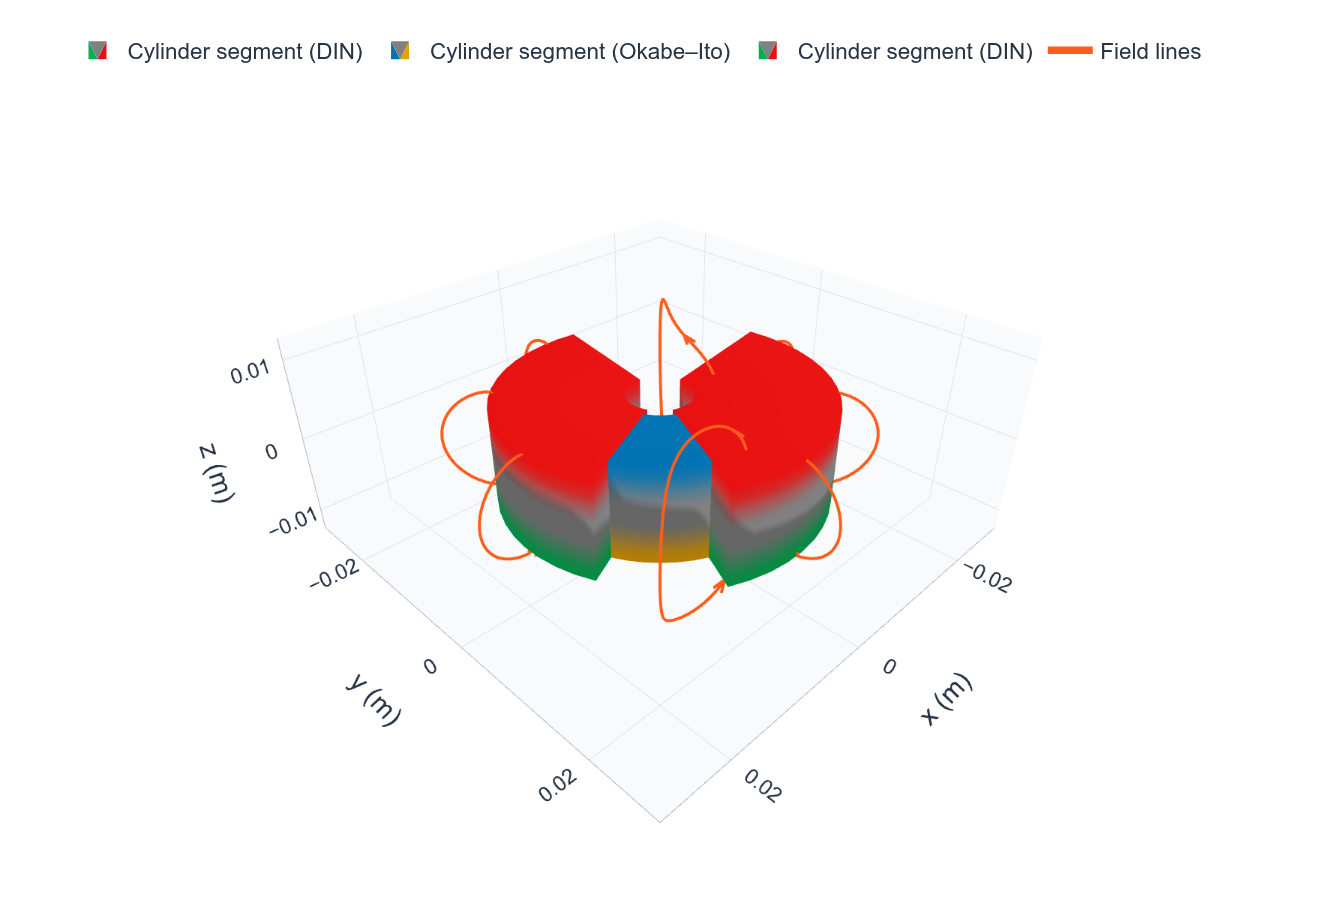 Cylinder segment (DIN) Cylinder segment (Okabe–Ito) Cylinder segment (DIN) Field lines
0.01
0
−0.01
z (m)
−0.02
0
0.02
y (m)
−0.02
0
0.02
x (m)